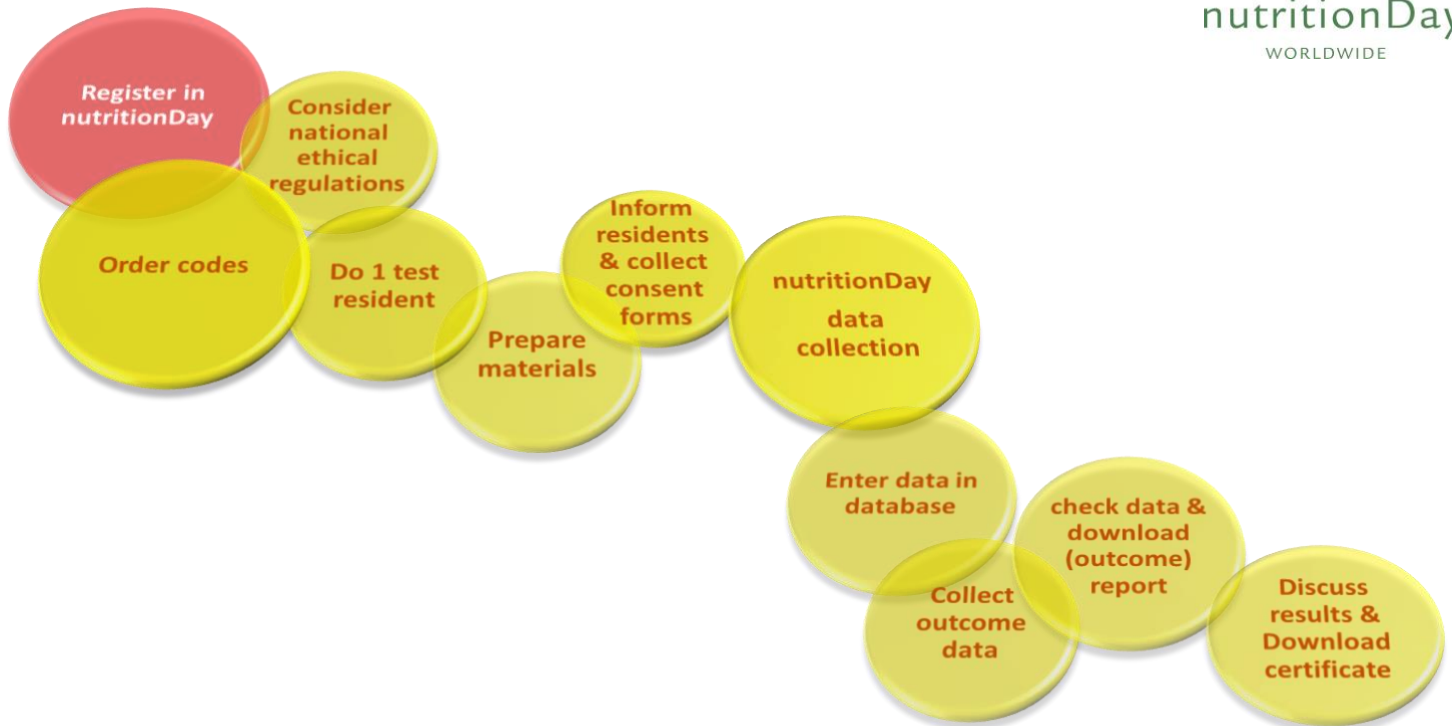 nutritionDay
WORLDWIDE
Register in
nutritionDay
Consider
national
ethical
regulations
Order codes
Do 1 test
resident
Prepare
materials
Inform
residents
& collect
consent
forms
nutritionDay
data
collection
Enter data in
database
Collect
outcome
data
check data &
download
(outcome)
report
Discuss
results &
Download
certificate